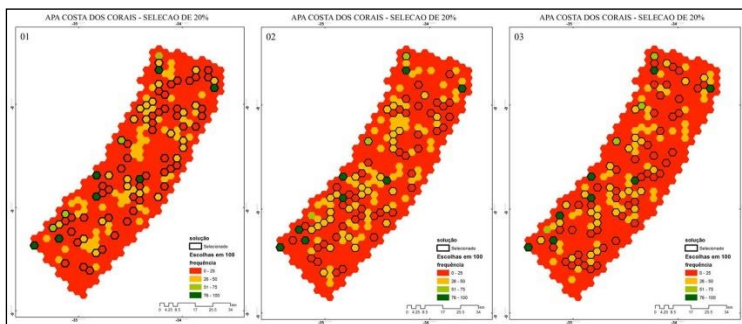 APA COSTA DOS CORAIS - SELECAO DE 20%
01
solução
Selecionado
Escolhas em 100
frequência
0 - 25
26 - 50
51 - 75
76 - 100
APA COSTA DOS CORAIS - SELECAO DE 20%
02
solução
Selecionado
Escolhas em 100
frequência
0 - 25
26 - 50
51 - 75
76 - 100
APA COSTA DOS CORAIS - SELECAO DE 20%
03
solução
Selecionado
Escolhas em 100
frequência
0 - 25
26 - 50
51 - 75
76 - 100